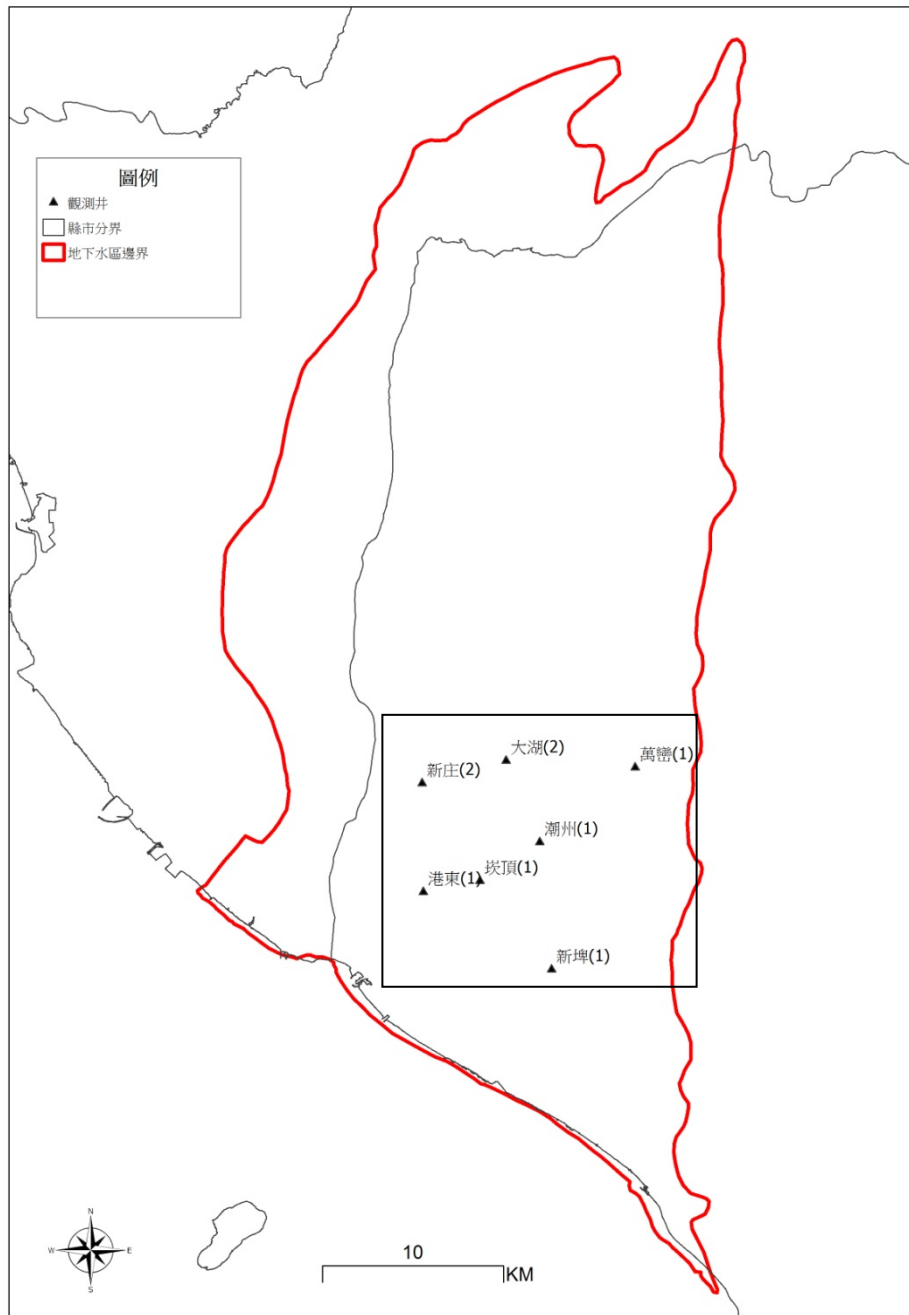 圖例
觀測井
縣市分界
地下水區邊界
大湖(2)
萬巒(1)
新庄(2)
潮州(1)
崁頂(1)
港東(1)
新埤(1)
N
W
E
S
10
KM